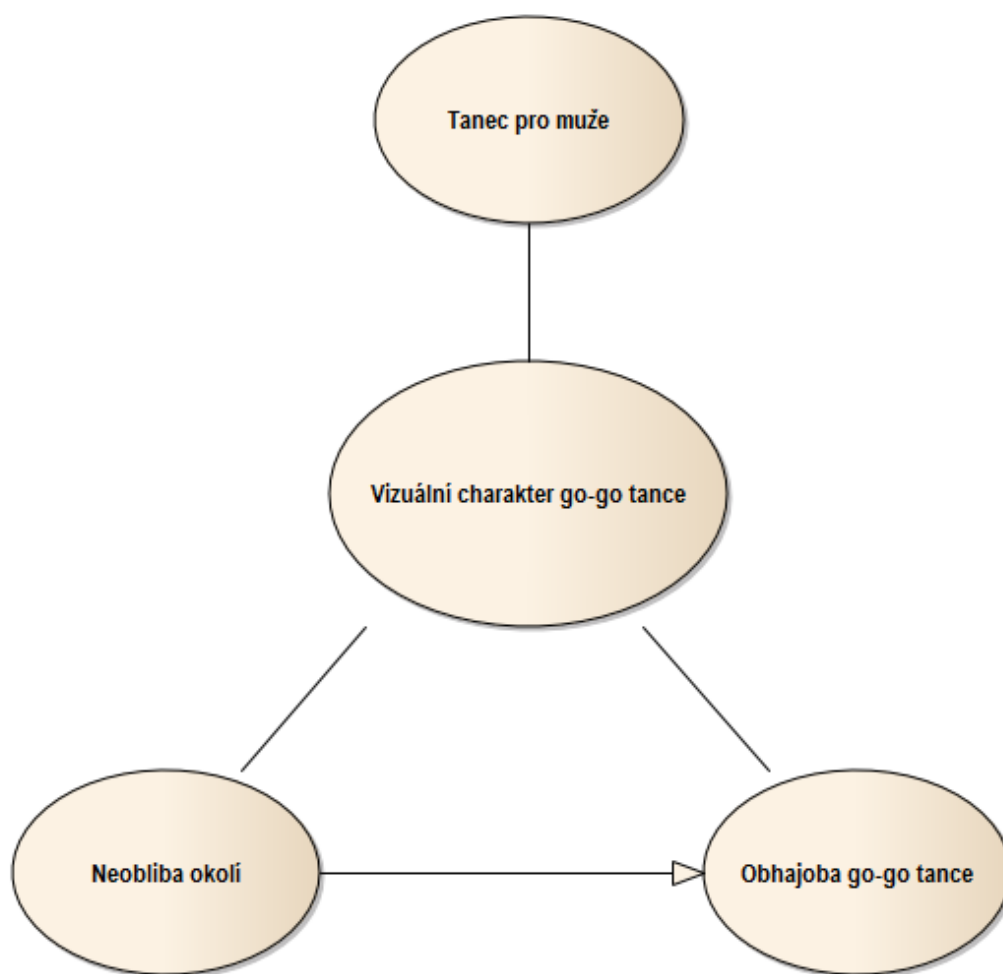 Tanec pro muže
Vizuální charakter go-go tance
Neobliba okolí
Obhajoba go-go tance